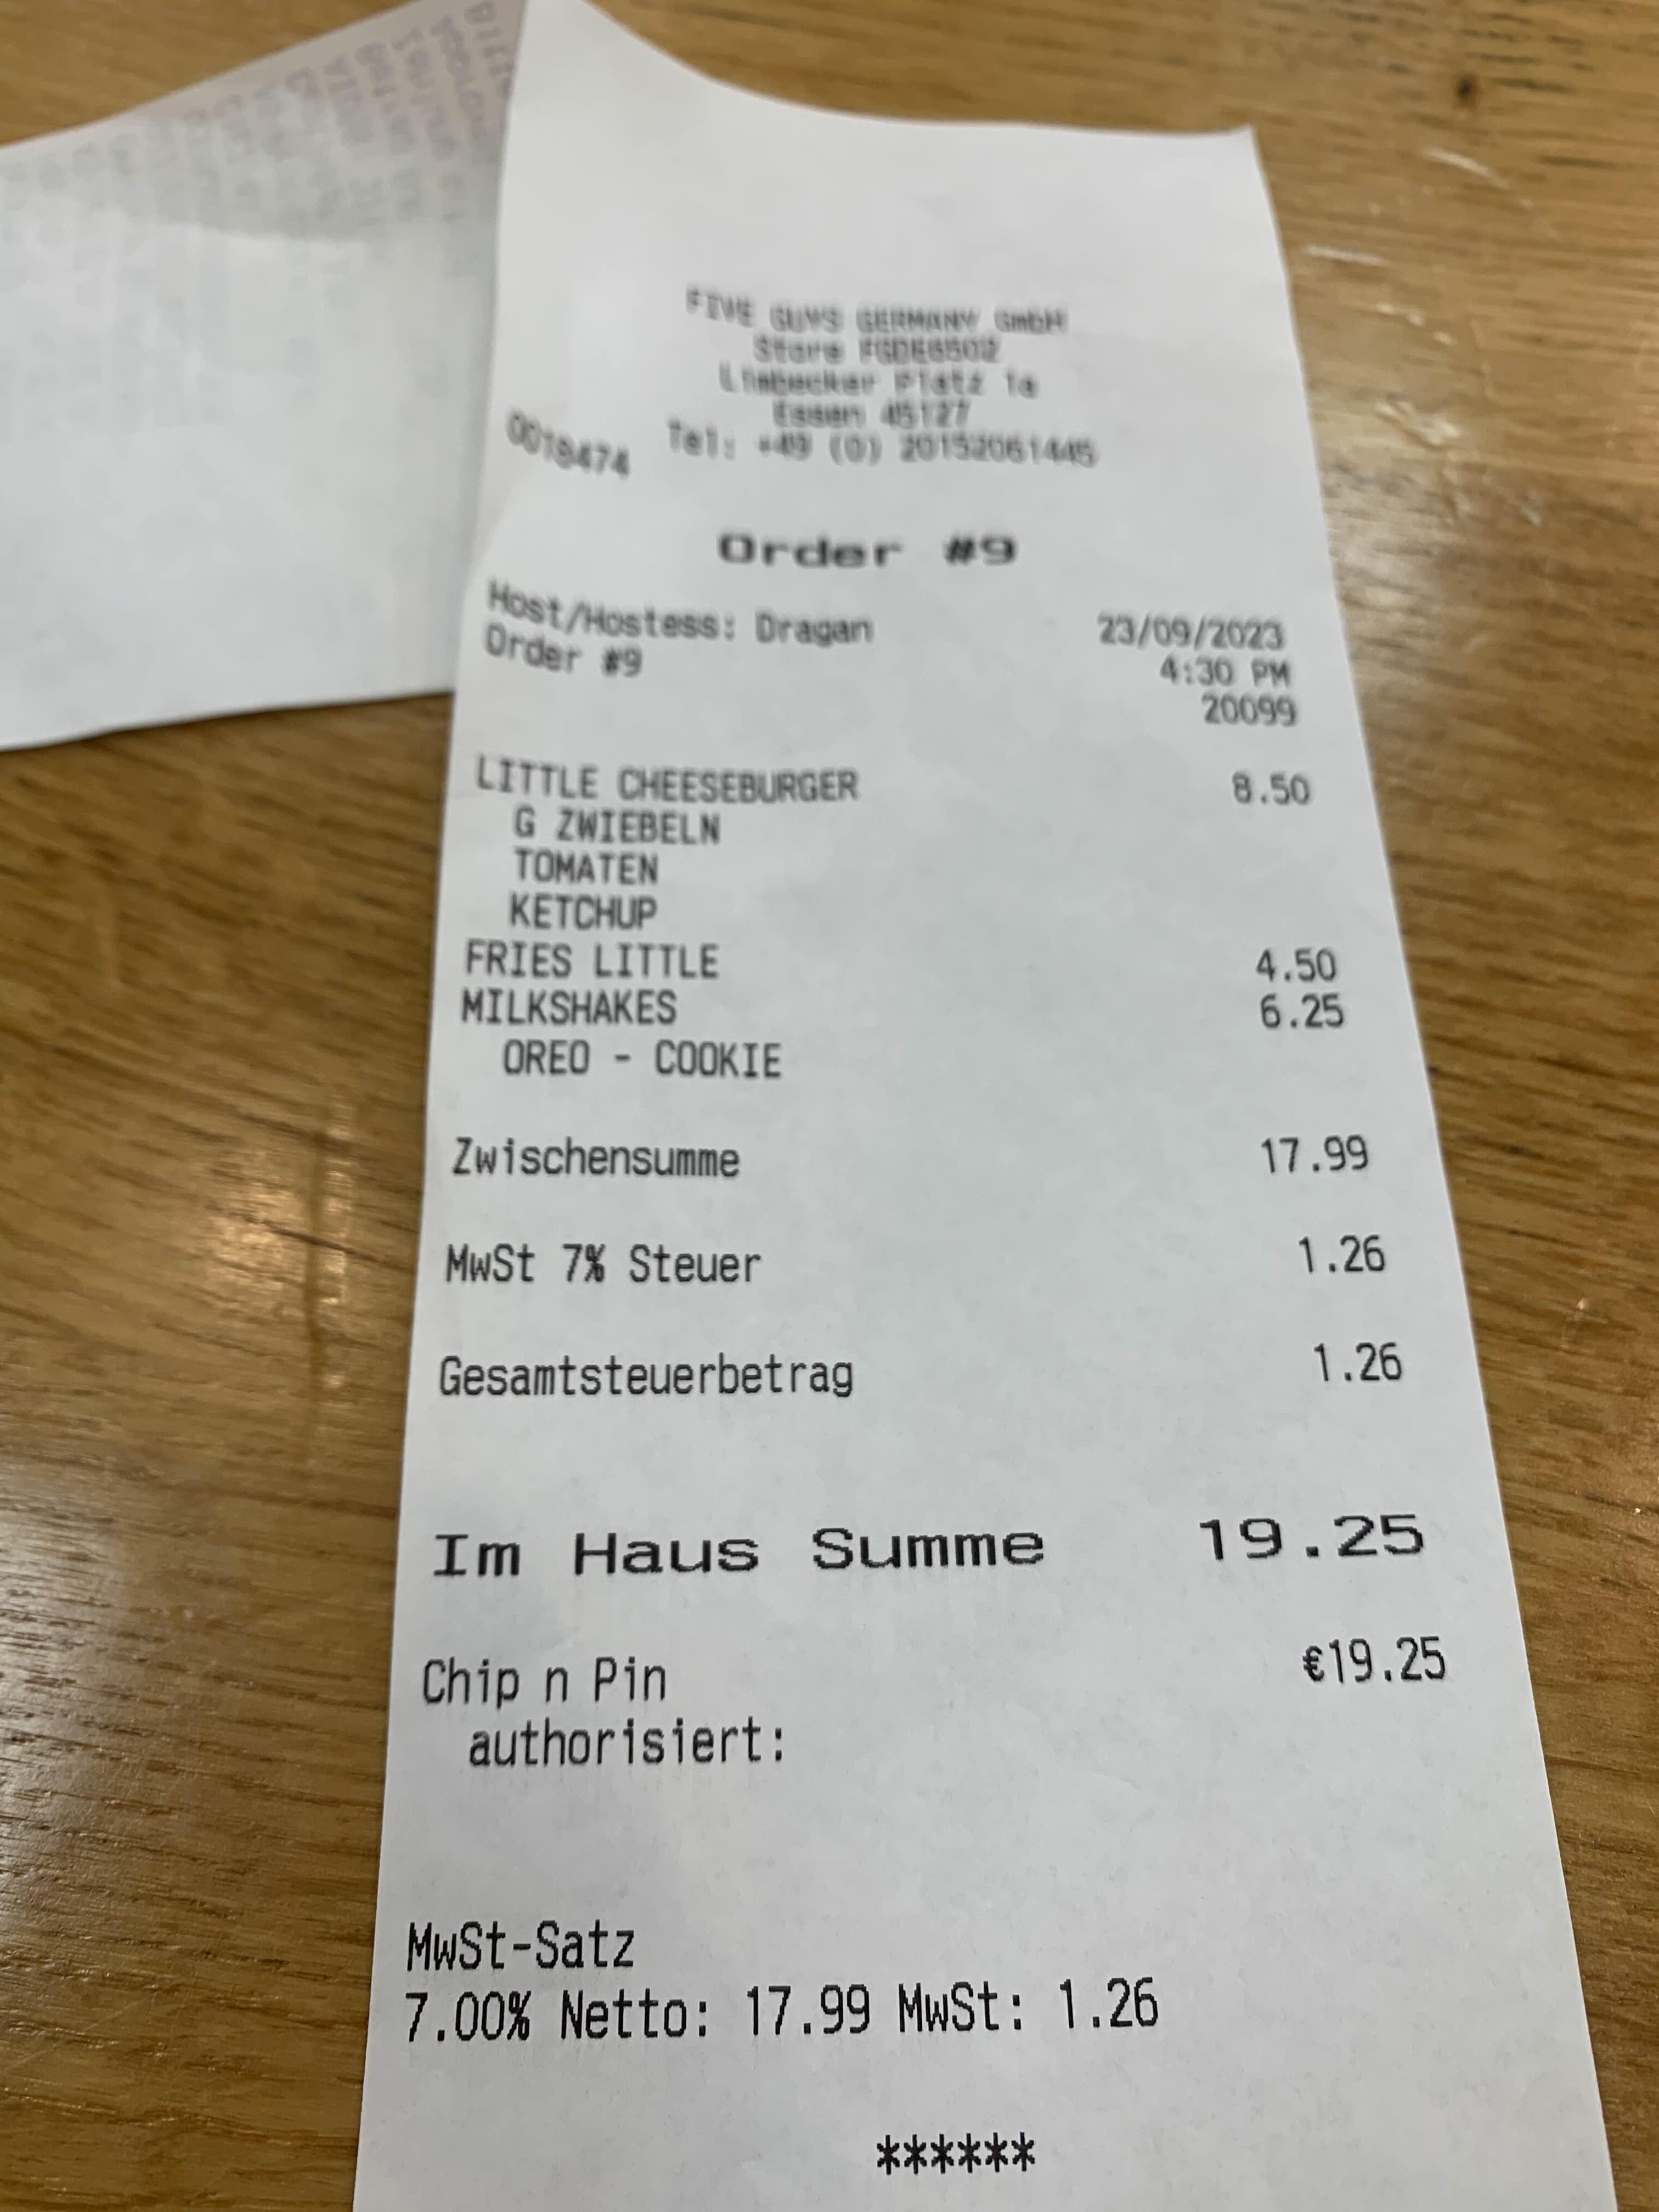 FIVE GUYS GERMANY GmbH
Store FGDE6502
Limbecker Platz 1a
Essen 45127
0018474 Tel: +49 (0) 20152061445
Order #9
Host/Hostess: Dragan 23/09/2023
Order #9 4:30 PM
20099
LITTLE CHEESEBURGER 8.50
G ZWIEBELN
TOMATEN
KETCHUP
FRIES LITTLE 4.50
MILKSHAKES 6.25
OREO - COOKIE
Zwischensumme 17.99
MwSt 7% Steuer 1.26
Gesamtsteuerbetrag 1.26
Im Haus Summe 19.25
Chip n Pin €19.25
authorisiert:
MwSt-Satz
7.00% Netto: 17.99 MwSt: 1.26
******